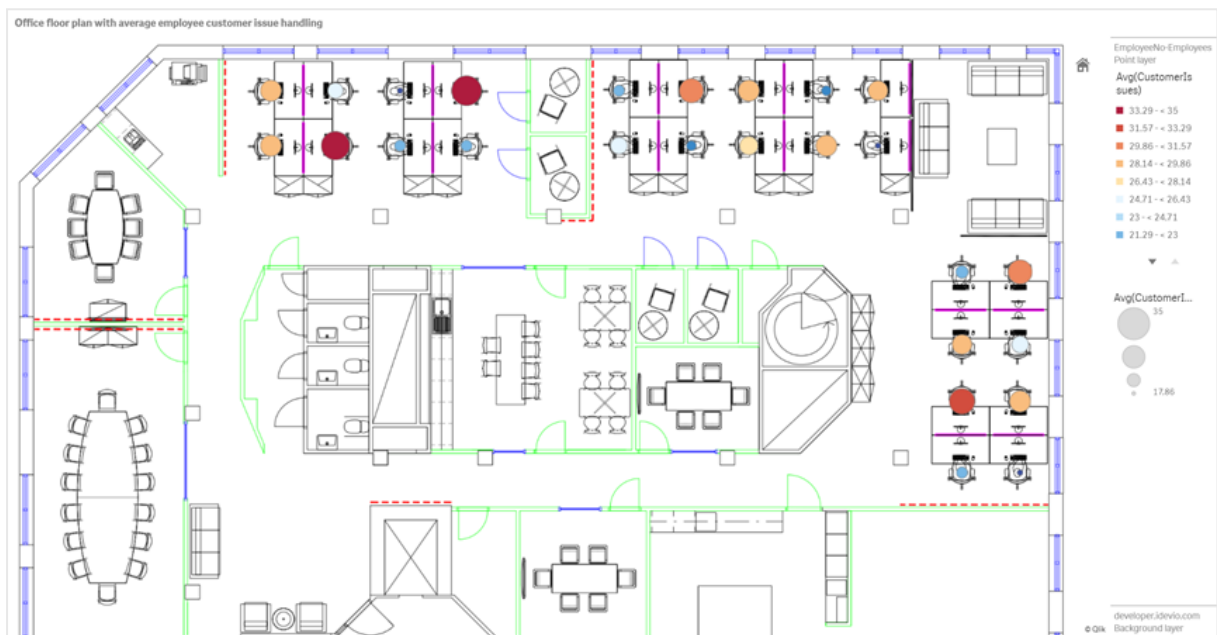 Office floor plan with average employee customer issue handling
EmployeeNo-Employees
Point layer
Avg(CustomerIs
sues)
33.29 - < 35
31.57 - < 33.29
29.86 - < 31.57
28.14 - < 29.86
26.43 - < 28.14
24.71 - < 26.43
23 - < 24.71
21.29 - < 23
Avg(CustomerI...
35
17.86
developer.idevio.com
© Qlik
Background layer